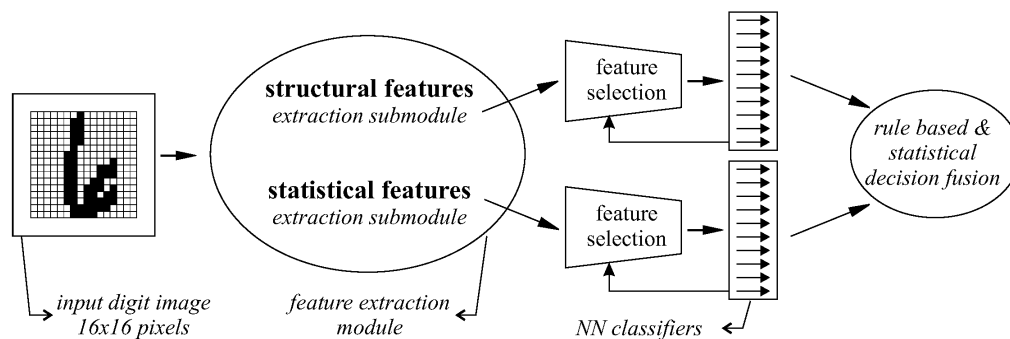 structural features
extraction submodule
statistical features
extraction submodule
feature
selection
feature
selection
rule based &
statistical
decision fusion
input digit image
16x16 pixels
feature extraction
module
NN classifiers